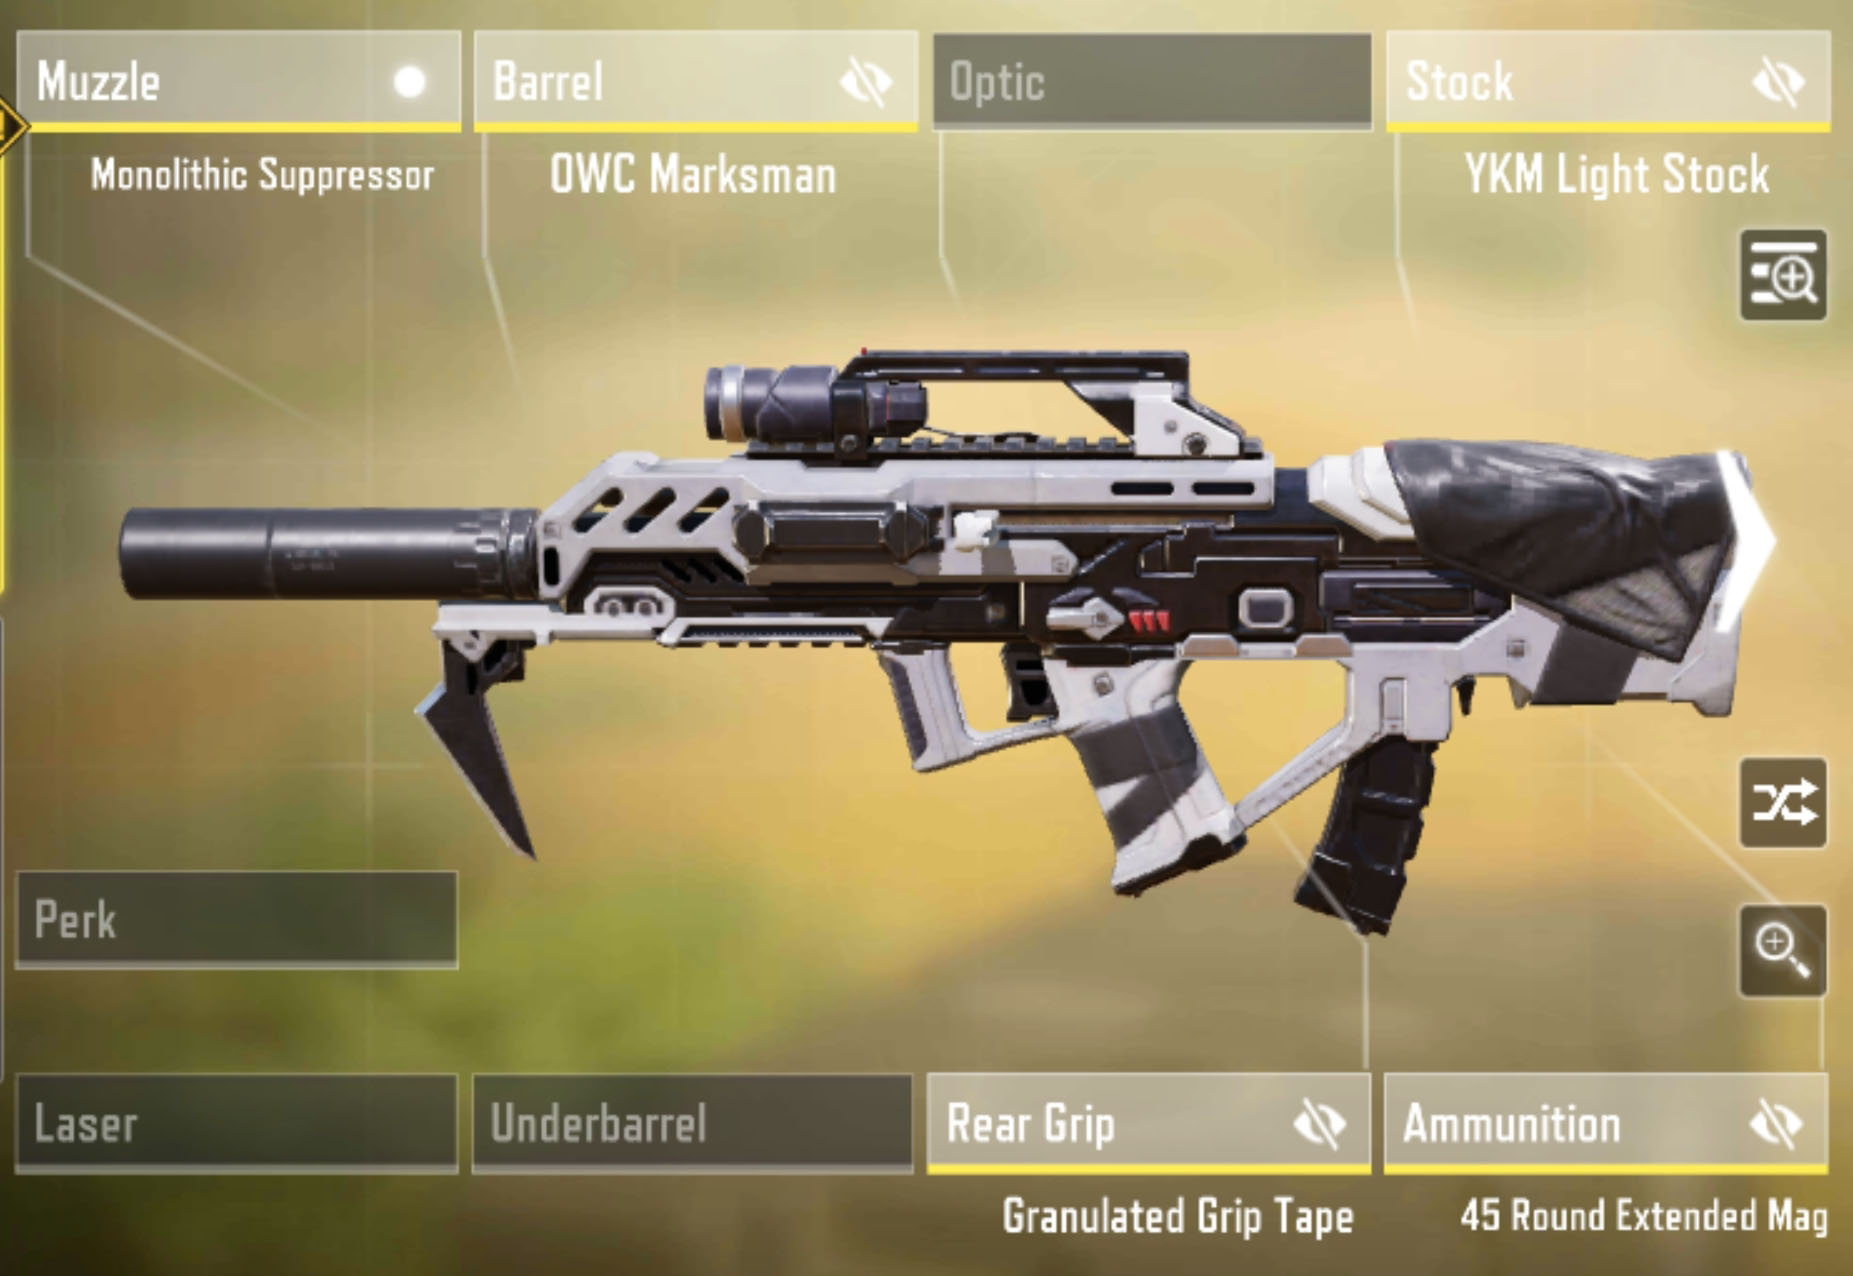 Muzzle
Barrel
Optic
Stock
Monolithic Suppressor
OWC Marksman
YKM Light Stock
Perk
Laser
Underbarrel
Rear Grip
Ammunition
Granulated Grip Tape
45 Round Extended Mag